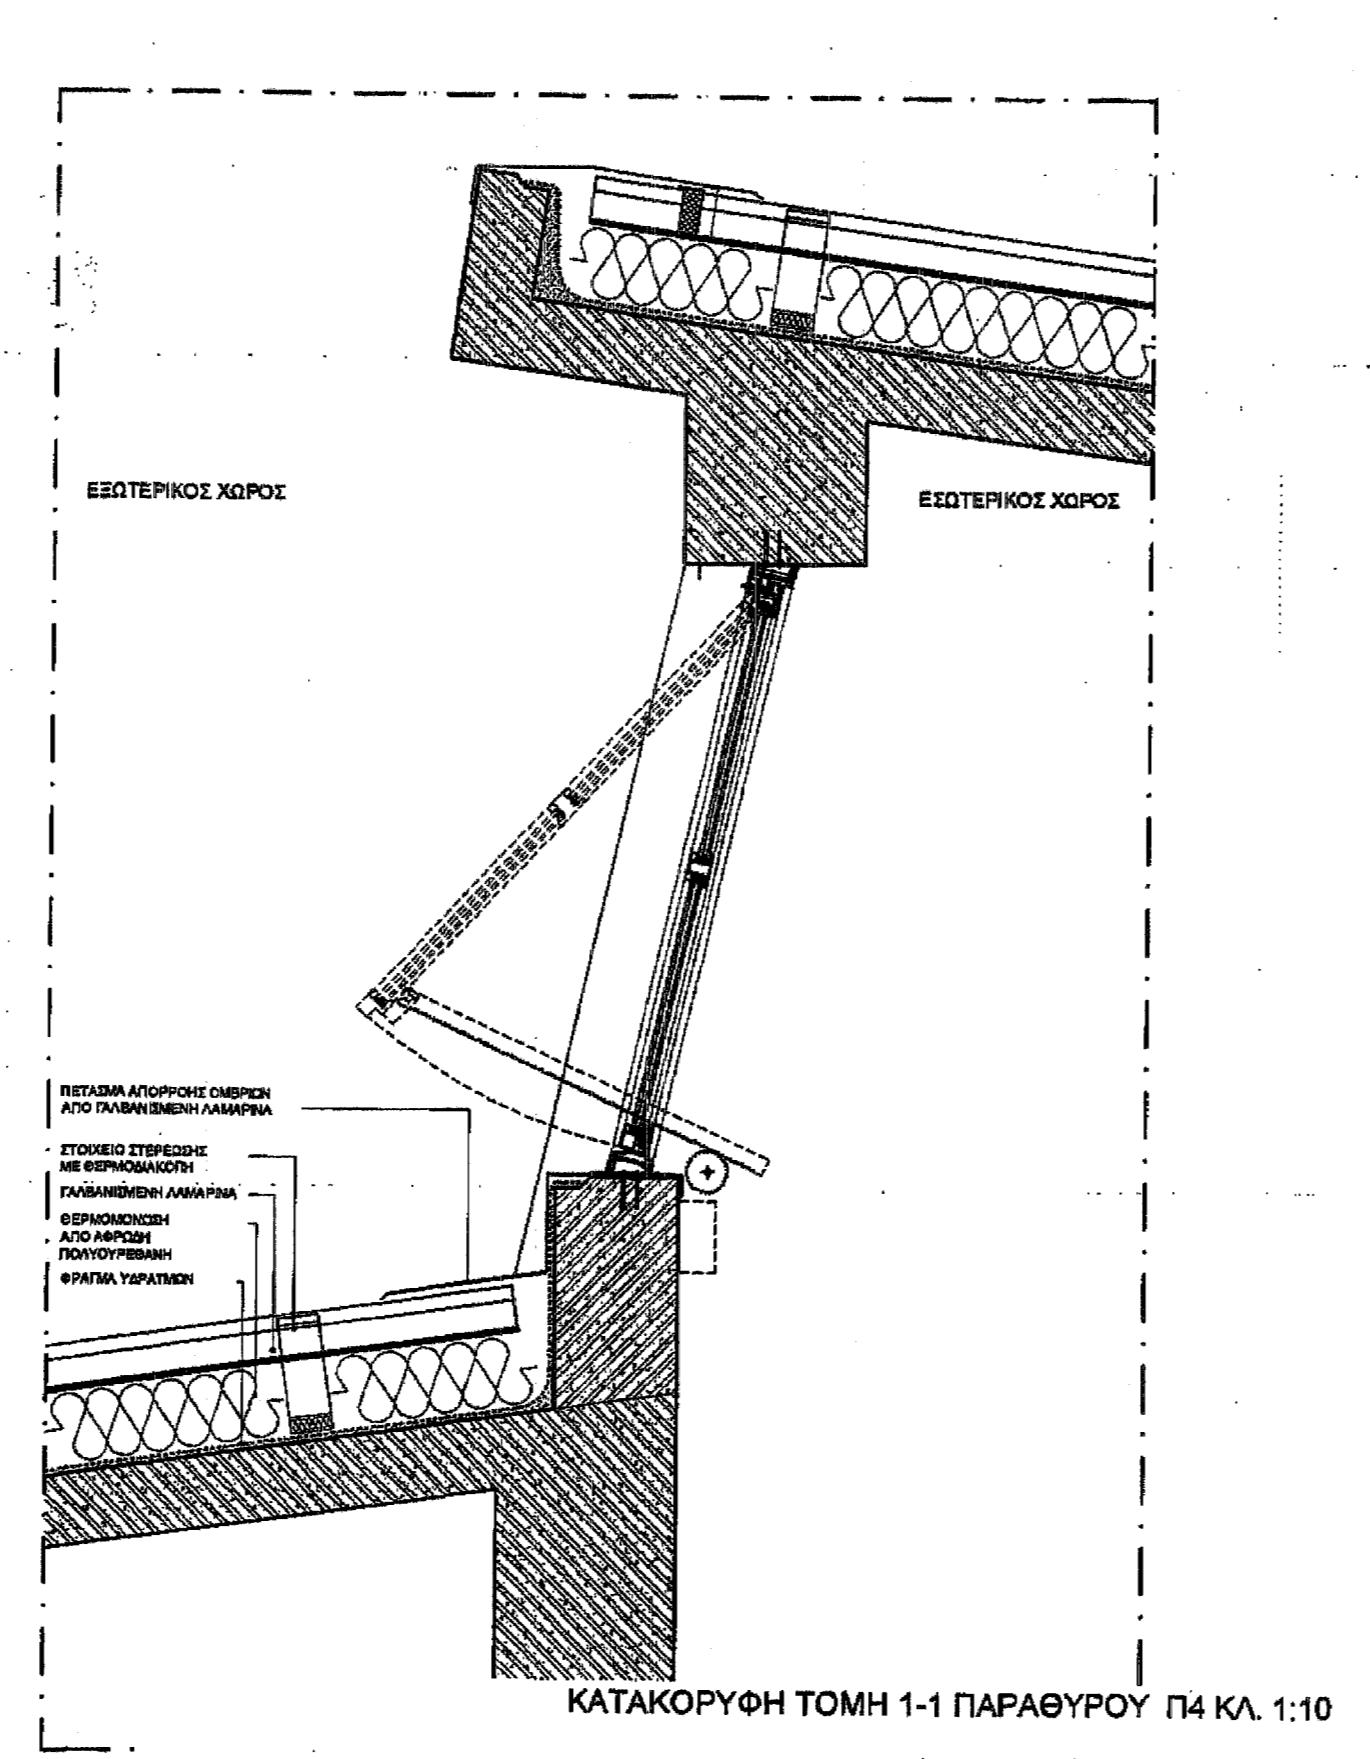 ΕΞΩΤΕΡΙΚΟΣ ΧΩΡΟΣ
ΕΣΩΤΕΡΙΚΟΣ ΧΩΡΟΣ
ΠΕΤΑΣΜΑ ΑΠΟΡΡΟΗΣ ΟΜΒΡΙΩΝ
ΑΠΟ ΓΑΛΒΑΝΙΣΜΕΝΗ ΛΑΜΑΡΙΝΑ
ΣΤΟΙΧΕΙΟ ΣΤΕΡΕΩΣΗΣ
ΜΕ ΘΕΡΜΟΔΙΑΚΟΠΗ
ΓΑΛΒΑΝΙΣΜΕΝΗ ΛΑΜΑΡΙΝΑ
ΘΕΡΜΟΜΟΝΩΣΗ
ΑΠΟ ΑΦΡΩΔΗ
ΠΟΛΥΟΥΡΕΘΑΝΗ
ΦΡΑΓΜΑ ΥΔΡΑΤΜΩΝ
ΚΑΤΑΚΟΡΥΦΗ ΤΟΜΗ 1-1 ΠΑΡΑΘΥΡΟΥ Π4 ΚΛ. 1:10